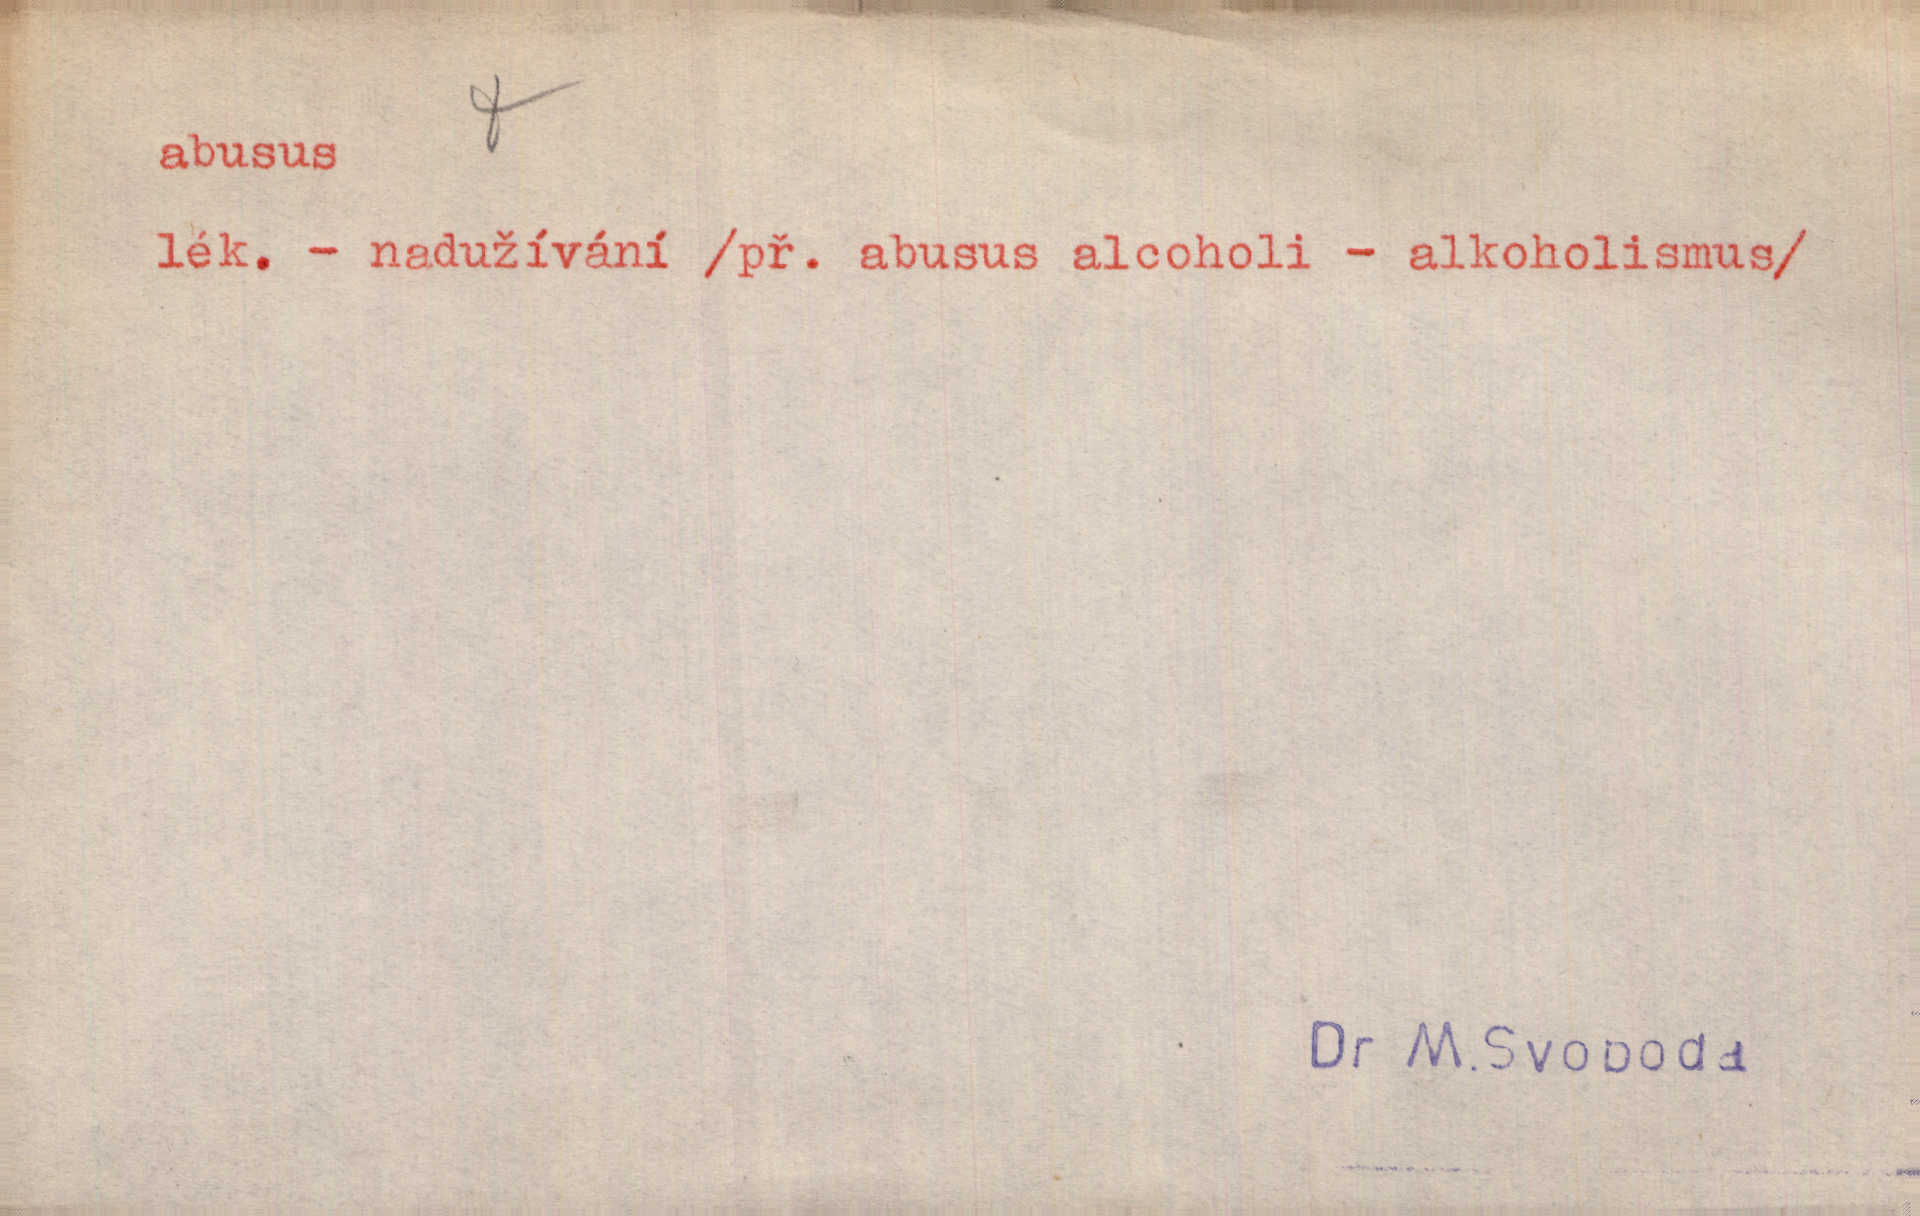 abusus
lék. - nadužívání /př. abusus alcoholi - alkoholismus/
Dr M. Svoboda